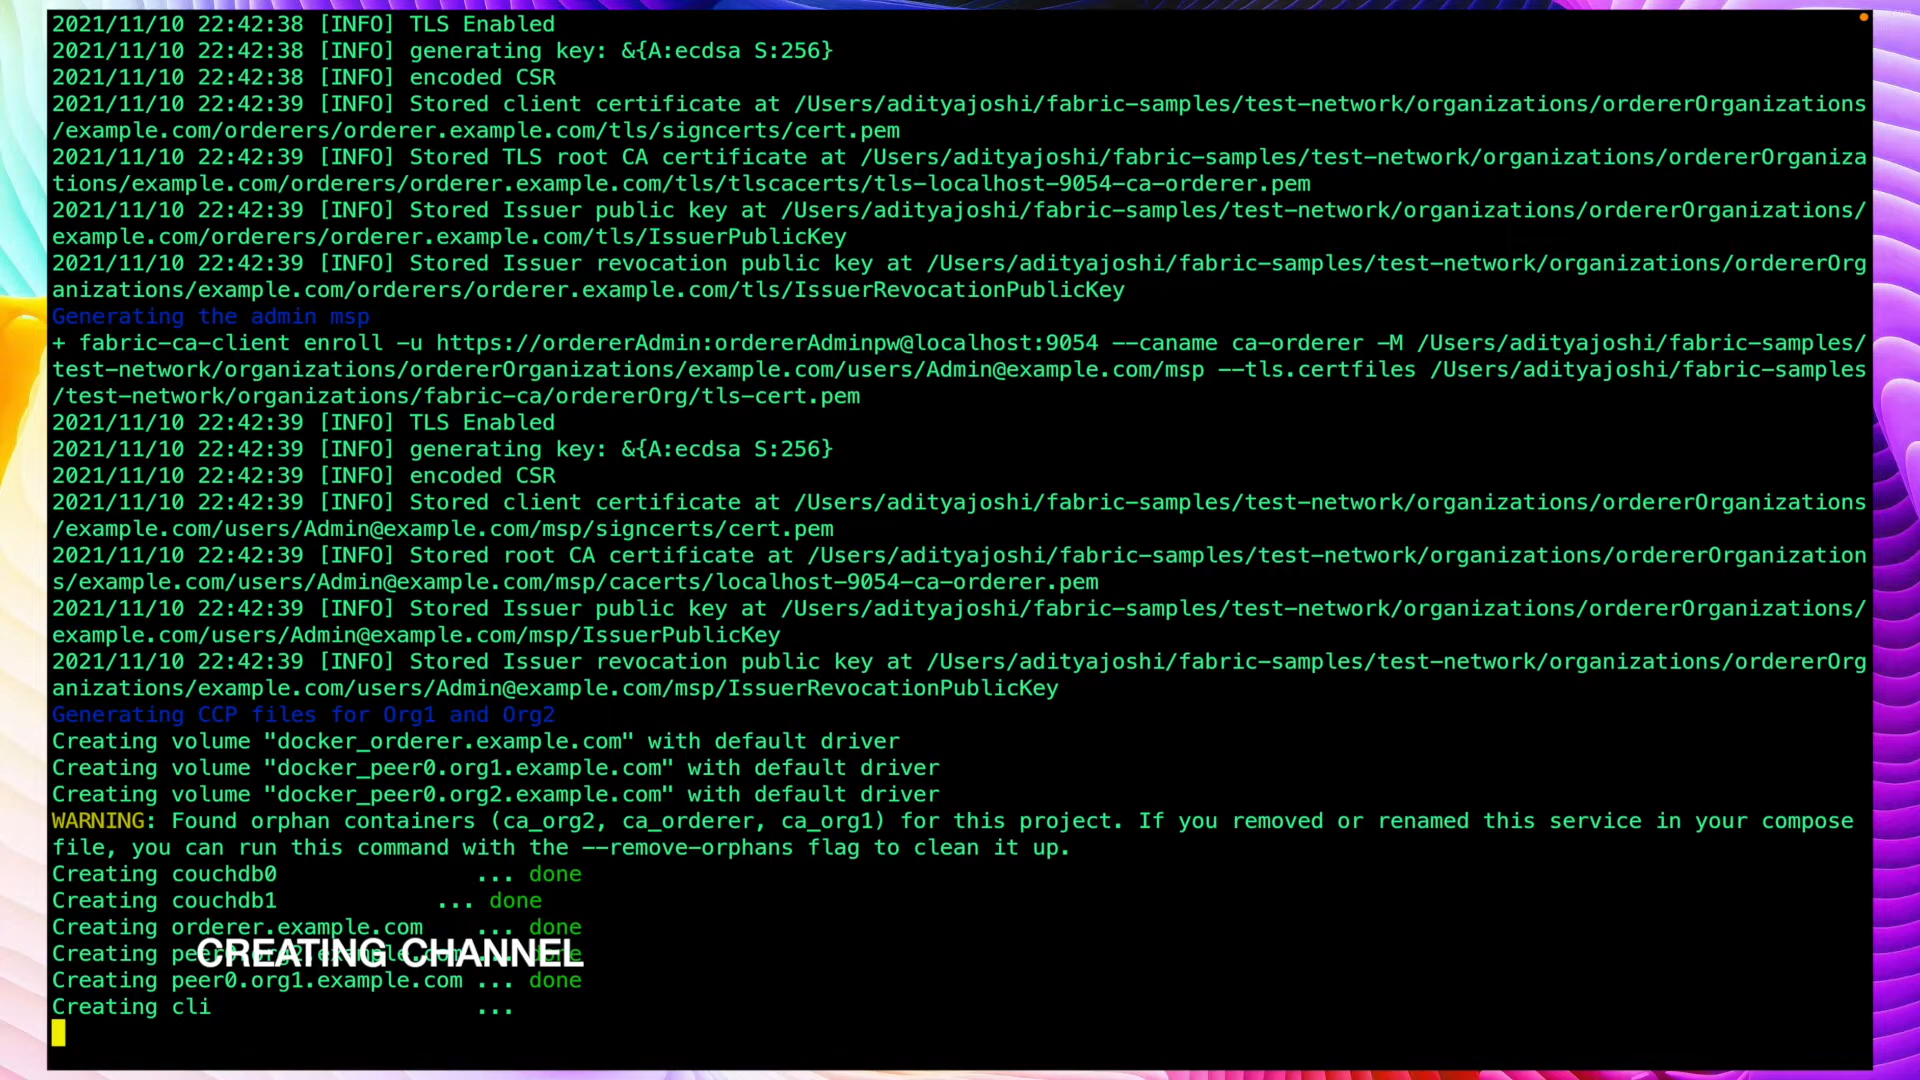 2021/11/10 22:42:38 [INFO] TLS Enabled
2021/11/10 22:42:38 [INFO] generating key: &{A:ecdsa S:256}
2021/11/10 22:42:38 [INFO] encoded CSR
2021/11/10 22:42:39 [INFO] Stored client certificate at /Users/adityajoshi/fabric-samples/test-network/organizations/ordererOrganizations
/example.com/orderers/orderer.example.com/tls/signcerts/cert.pem
2021/11/10 22:42:39 [INFO] Stored TLS root CA certificate at /Users/adityajoshi/fabric-samples/test-network/organizations/ordererOrganiza
tions/example.com/orderers/orderer.example.com/tls/tlscacerts/tls-localhost-9054-ca-orderer.pem
2021/11/10 22:42:39 [INFO] Stored Issuer public key at /Users/adityajoshi/fabric-samples/test-network/organizations/ordererOrganizations/
example.com/orderers/orderer.example.com/tls/IssuerPublicKey
2021/11/10 22:42:39 [INFO] Stored Issuer revocation public key at /Users/adityajoshi/fabric-samples/test-network/organizations/ordererOrg
anizations/example.com/orderers/orderer.example.com/tls/IssuerRevocationPublicKey
Generating the admin msp
+ fabric-ca-client enroll -u https://ordererAdmin:ordererAdminpw@localhost:9054 --caname ca-orderer -M /Users/adityajoshi/fabric-samples/
test-network/organizations/ordererOrganizations/example.com/users/Admin@example.com/msp --tls.certfiles /Users/adityajoshi/fabric-samples
/test-network/organizations/fabric-ca/ordererOrg/tls-cert.pem
2021/11/10 22:42:39 [INFO] TLS Enabled
2021/11/10 22:42:39 [INFO] generating key: &{A:ecdsa S:256}
2021/11/10 22:42:39 [INFO] encoded CSR
2021/11/10 22:42:39 [INFO] Stored client certificate at /Users/adityajoshi/fabric-samples/test-network/organizations/ordererOrganizations
/example.com/users/Admin@example.com/msp/signcerts/cert.pem
2021/11/10 22:42:39 [INFO] Stored root CA certificate at /Users/adityajoshi/fabric-samples/test-network/organizations/ordererOrganization
s/example.com/users/Admin@example.com/msp/cacerts/localhost-9054-ca-orderer.pem
2021/11/10 22:42:39 [INFO] Stored Issuer public key at /Users/adityajoshi/fabric-samples/test-network/organizations/ordererOrganizations/
example.com/users/Admin@example.com/msp/IssuerPublicKey
2021/11/10 22:42:39 [INFO] Stored Issuer revocation public key at /Users/adityajoshi/fabric-samples/test-network/organizations/ordererOrg
anizations/example.com/users/Admin@example.com/msp/IssuerRevocationPublicKey
Generating CCP files for Org1 and Org2
Creating volume "docker_orderer.example.com" with default driver
Creating volume "docker_peer0.org1.example.com" with default driver
Creating volume "docker_peer0.org2.example.com" with default driver
WARNING: Found orphan containers (ca_org2, ca_orderer, ca_org1) for this project. If you removed or renamed this service in your compose
file, you can run this command with the --remove-orphans flag to clean it up.
Creating couchdb0 ... done
Creating couchdb1 ... done
Creating orderer.example.com ... done
Creating peer0.org2.example.com ... done
CREATING CHANNEL
Creating peer0.org1.example.com ... done
Creating cli ...